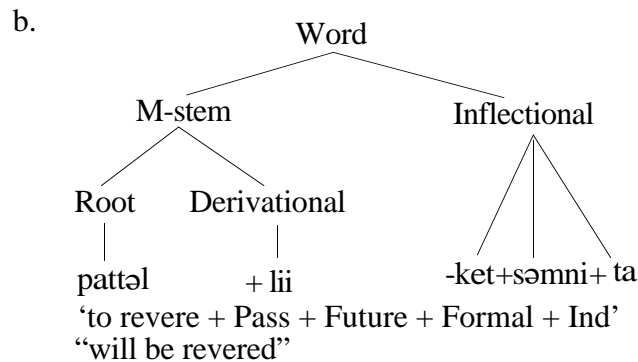 b.
Word
M-stem Inflectional
Root Derivational
pattəl + lii -ket+səmni+ ta
‘to revere + Pass + Future + Formal + Ind’
“will be revered”